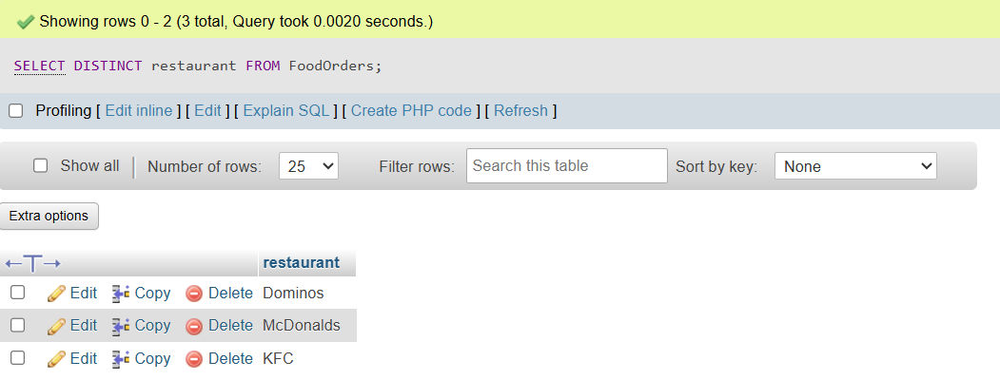 Showing rows 0 - 2 (3 total, Query took 0.0020 seconds.)
SELECT DISTINCT restaurant FROM FoodOrders;
Profiling [ Edit inline ] [ Edit ] [ Explain SQL ] [ Create PHP code ] [ Refresh ]
Show all Number of rows: 25 Filter rows: Search this table Sort by key: None
Extra options
←T→ restaurant
Edit Copy Delete Dominos
Edit Copy Delete McDonalds
Edit Copy Delete KFC